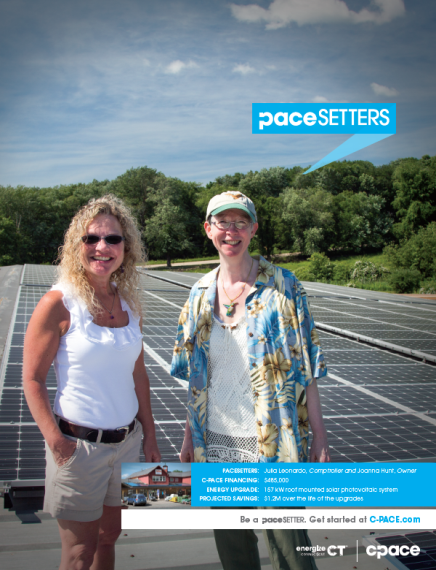 paceSETTERS
PACESETTERS: Julia Leonardo, Comptroller and Joanna Hunt, Owner
C-PACE FINANCING: $485,000
ENERGY UPGRADE: 157 kW roof mounted solar photovoltaic system
PROJECTED SAVINGS: $1.3M over the life of the upgrades
Be a paceSETTER. Get started at C-PACE.com
energize CT cpace